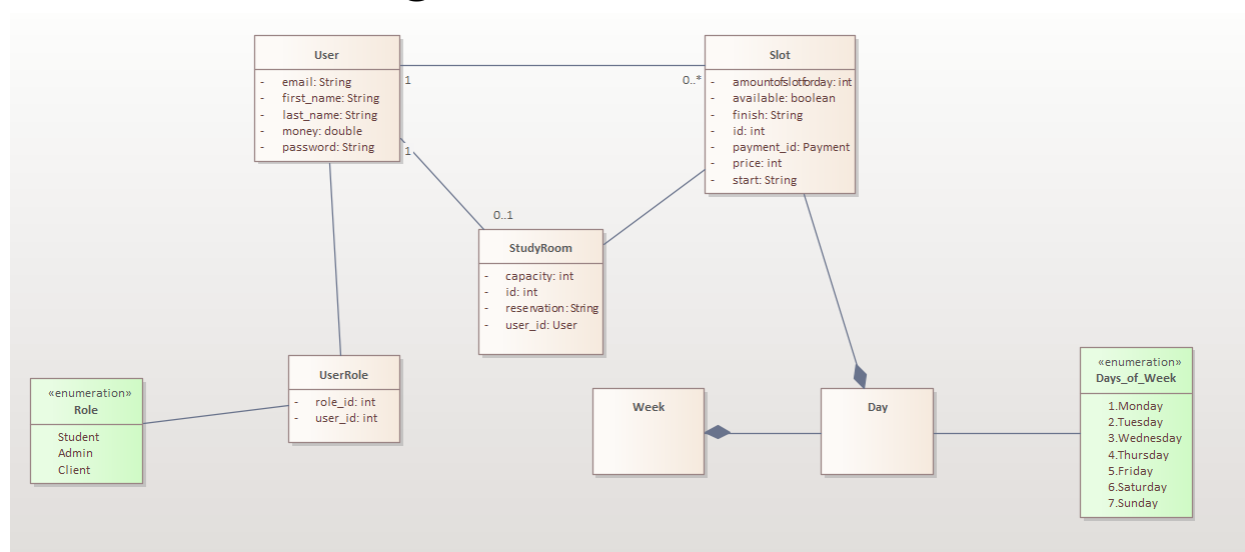 User
- email: String
- first_name: String
- last_name: String
- money: double
- password: String
1
0..*
Slot
- amountofslotforday: int
- available: boolean
- finish: String
- id: int
- payment_id: Payment
- price: int
- start: String
1
0..1
StudyRoom
- capacity: int
- id: int
- reservation: String
- user_id: User
UserRole
- role_id: int
- user_id: int
«enumeration»
Role
Student
Admin
Client
Week
Day
«enumeration»
Days_of_Week
1.Monday
2.Tuesday
3.Wednesday
4.Thursday
5.Friday
6.Saturday
7.Sunday